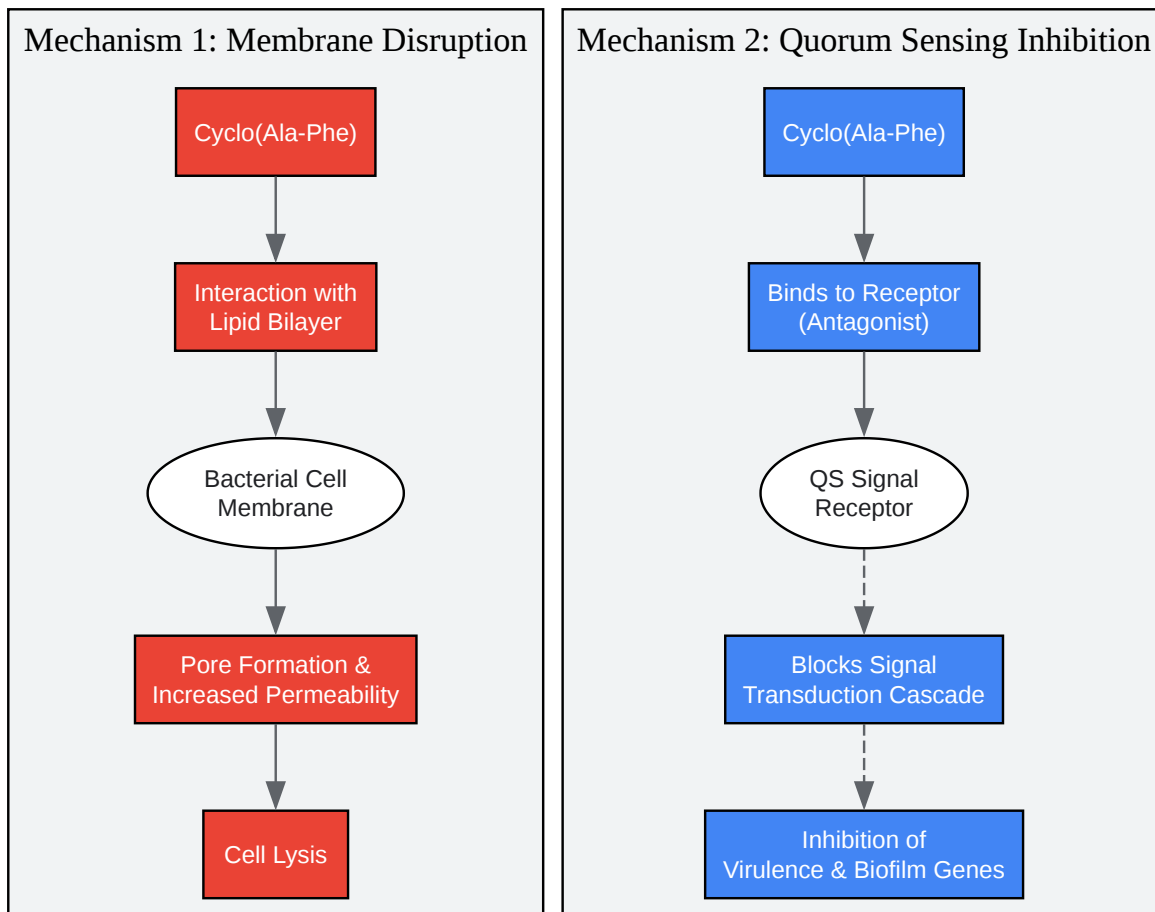 Mechanism 1: Membrane Disruption
Cyclo(Ala-Phe)
Interaction with
Lipid Bilayer
Bacterial Cell
Membrane
Pore Formation &
Increased Permeability
Cell Lysis
Mechanism 2: Quorum Sensing Inhibition
Cyclo(Ala-Phe)
Binds to Receptor
(Antagonist)
QS Signal
Receptor
Blocks Signal
Transduction Cascade
Inhibition of
Virulence & Biofilm Genes